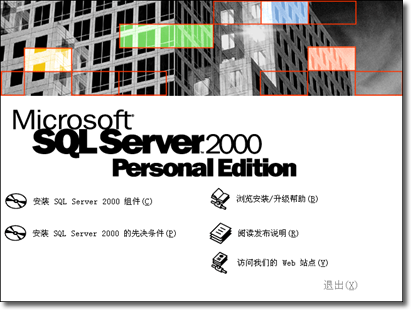 Microsoft®
SQL Server™ 2000
Personal Edition
安装 SQL Server 2000 组件(C)
浏览安装/升级帮助(B)
安装 SQL Server 2000 的先决条件(P)
阅读发布说明(R)
访问我们的 Web 站点(V)
退出(X)